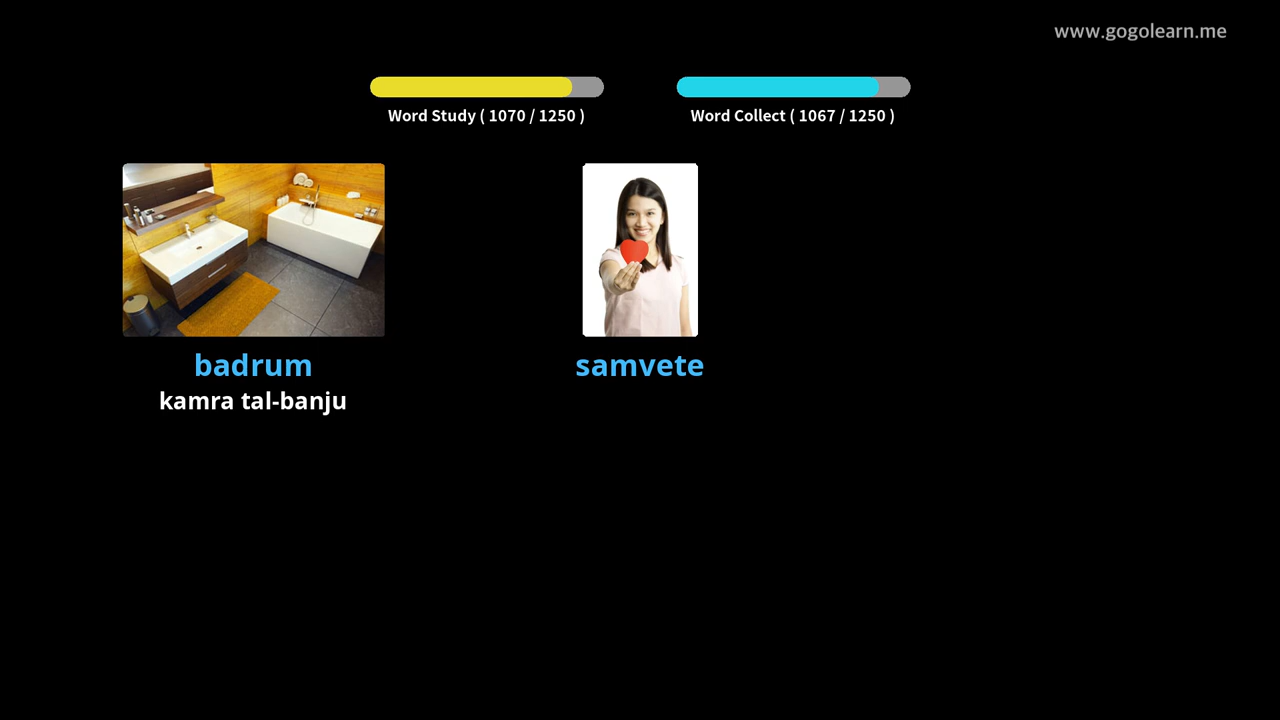 www.gogolearn.me
Word Study ( 1070 / 1250 )
Word Collect ( 1067 / 1250 )
badrum
samvete
kamra tal-banju